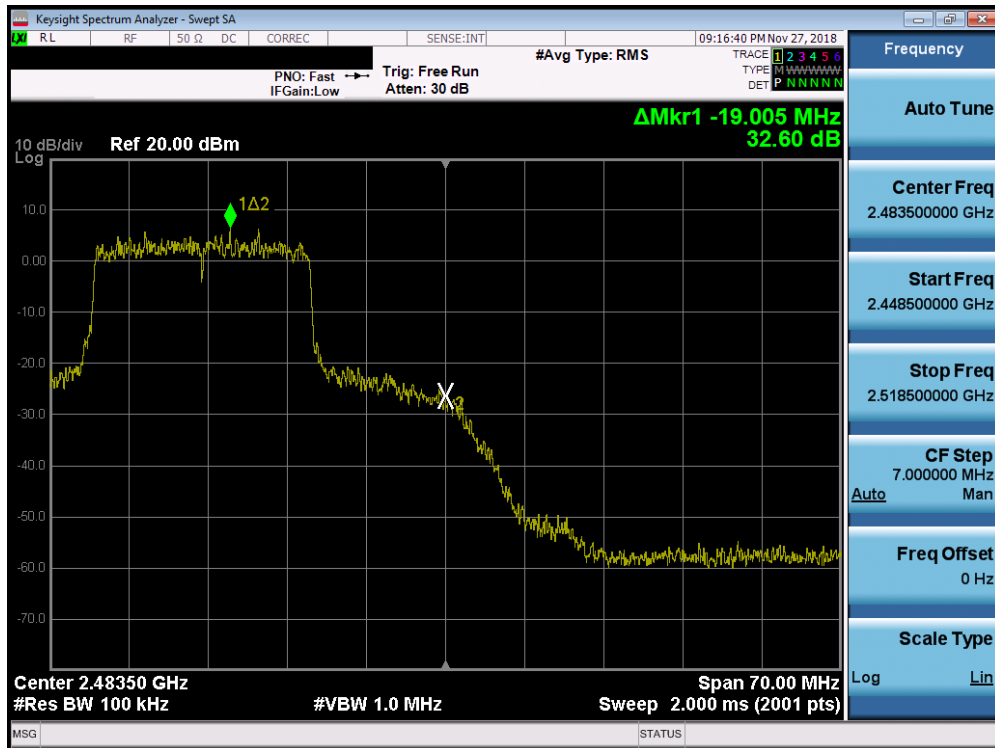 Keysight Spectrum Analyzer - Swept SA
LXI RL RF 50 Ω DC CORREC SENSE:INT 09:16:40 PM Nov 27, 2018
PNO: Fast
IFGain:Low
Trig: Free Run
Atten: 30 dB
#Avg Type: RMS
TRACE 1 2 3 4 5 6
TYPE M WWWWW
DET P N N N N N
ΔMkr1 -19.005 MHz
32.60 dB
10 dB/div
Log
Ref 20.00 dBm
1Δ2
10.0
0.00
-10.0
-20.0
-30.0
-40.0
-50.0
-60.0
-70.0
X2
Center 2.48350 GHz
Span 70.00 MHz
#Res BW 100 kHz
#VBW 1.0 MHz
Sweep 2.000 ms (2001 pts)
MSG
STATUS
Frequency
Auto Tune
Center Freq
2.483500000 GHz
Start Freq
2.448500000 GHz
Stop Freq
2.518500000 GHz
CF Step
7.000000 MHz
Auto Man
Freq Offset
0 Hz
Scale Type
Log Lin